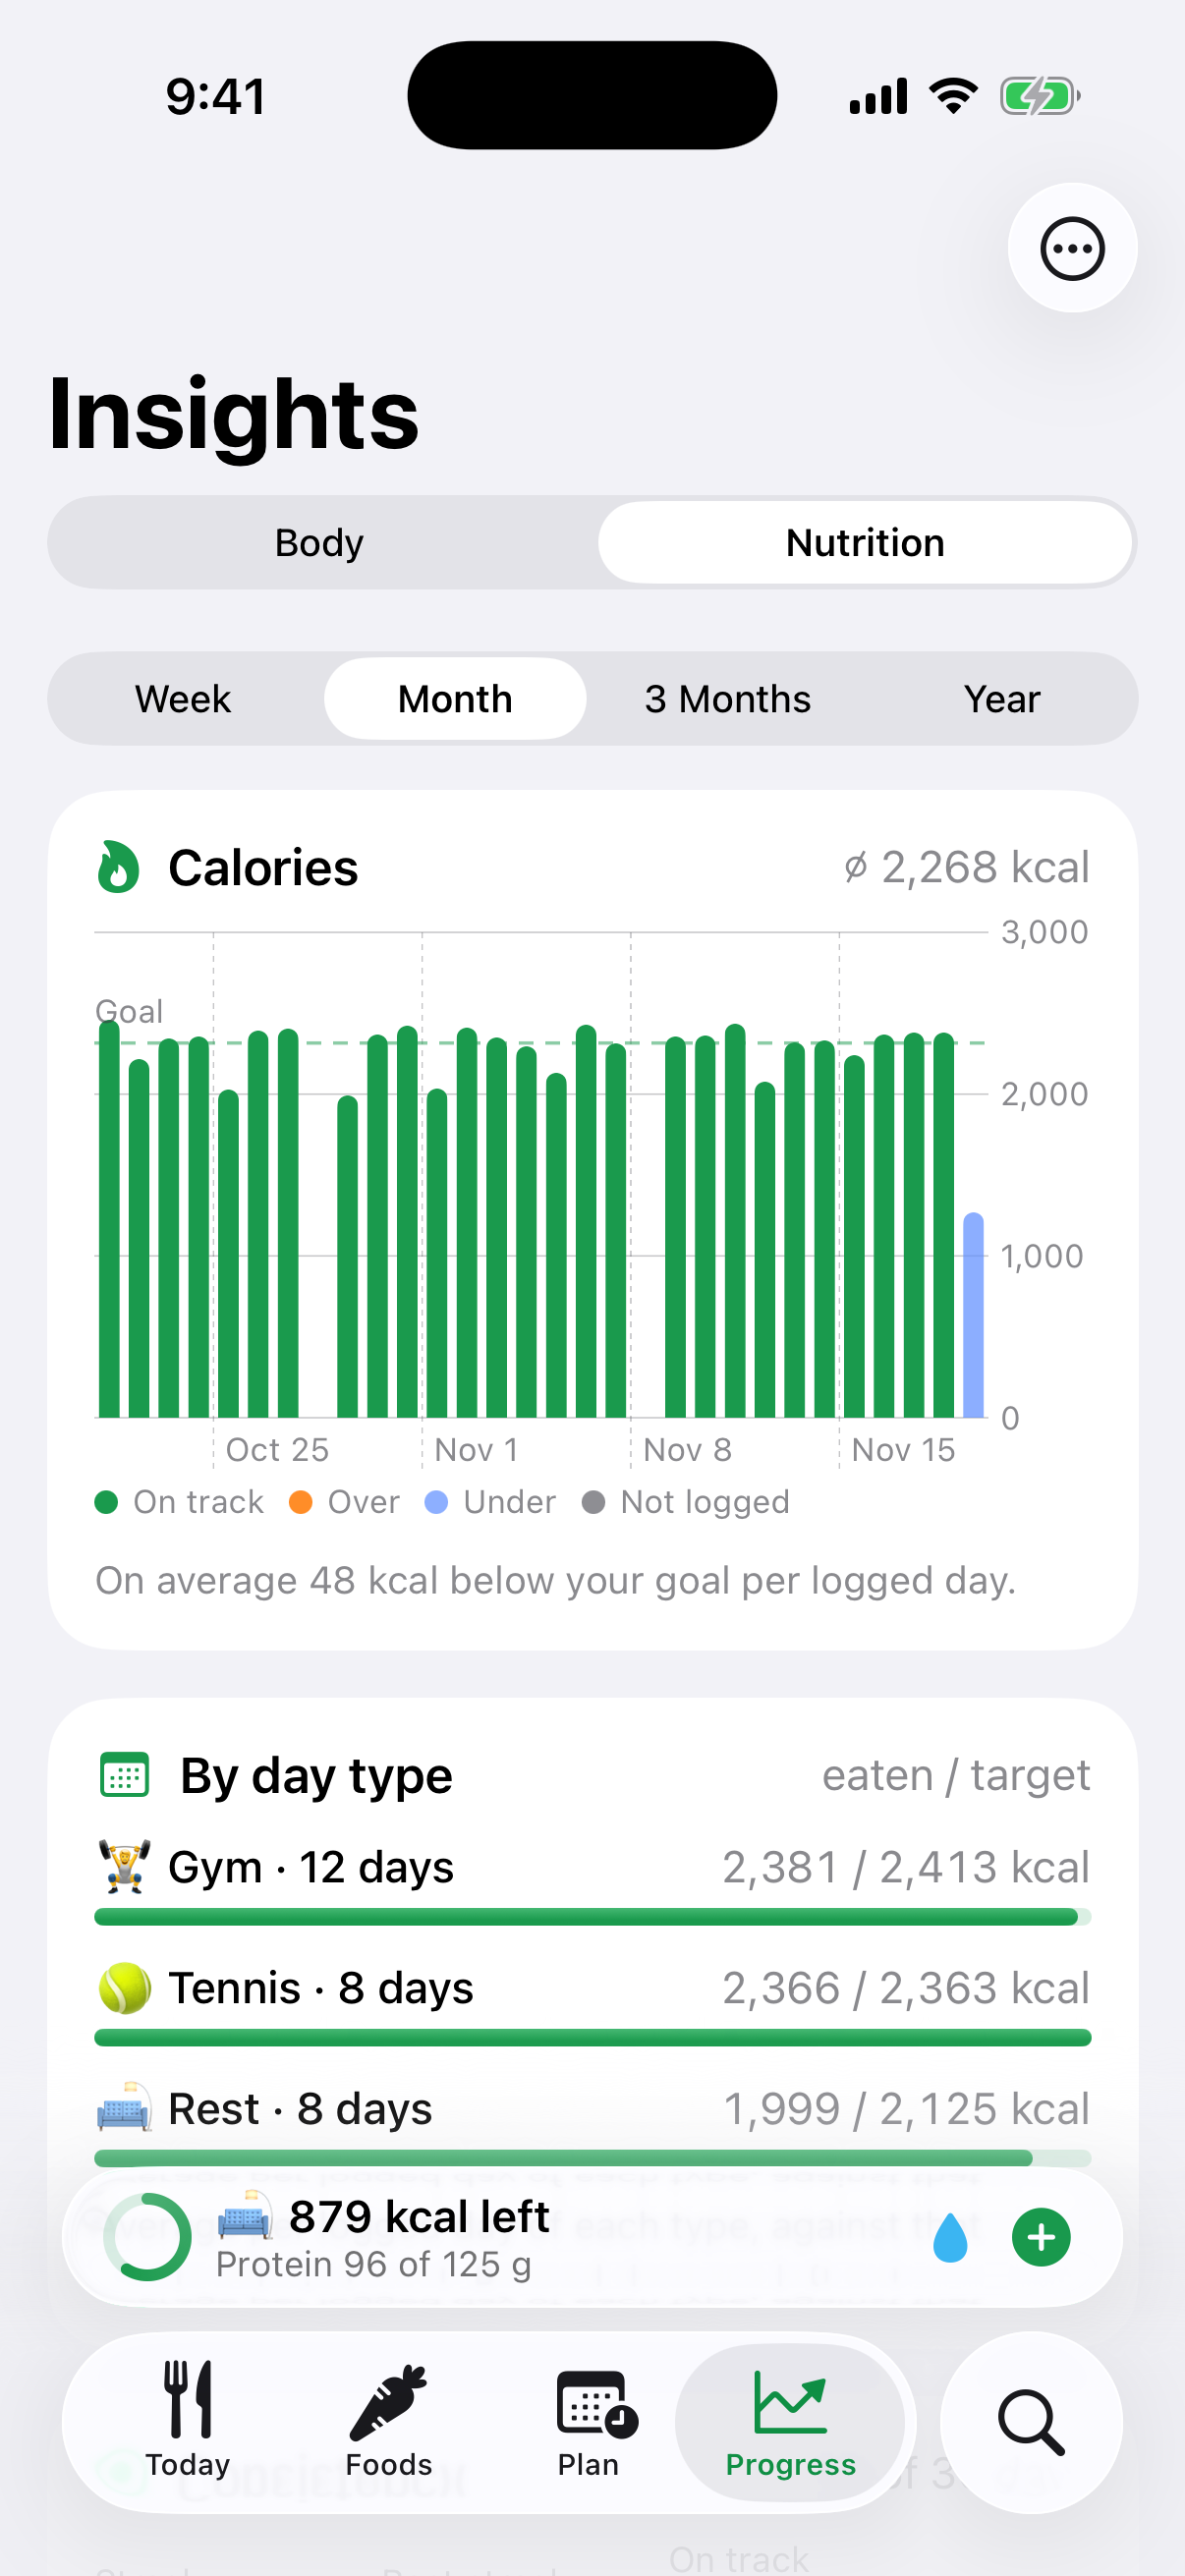 9:41
Insights
Body Nutrition
Week Month 3 Months Year
Calories ⌀ 2,268 kcal
3,000
Goal
2,000
1,000
0
Oct 25 Nov 1 Nov 8 Nov 15
On track Over Under Not logged
On average 48 kcal below your goal per logged day.
By day type eaten / target
Gym · 12 days 2,381 / 2,413 kcal
Tennis · 8 days 2,366 / 2,363 kcal
Rest · 8 days 1,999 / 2,125 kcal
879 kcal left
Protein 96 of 125 g
Today Foods Plan Progress
On track